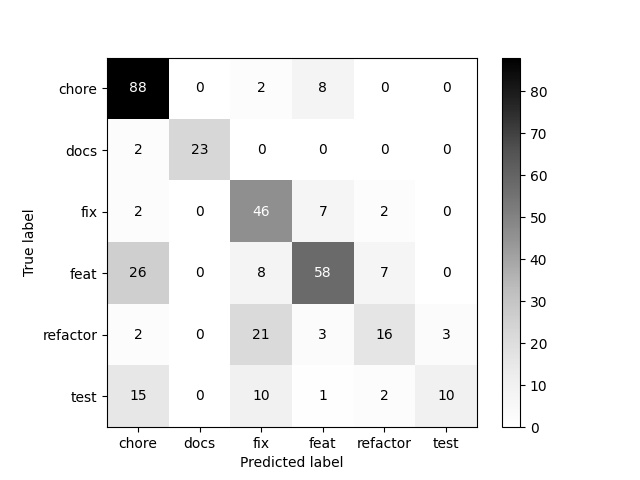 chore 88 0 2 8 0 0
docs 2 23 0 0 0 0
fix 2 0 46 7 2 0
feat 26 0 8 58 7 0
refactor 2 0 21 3 16 3
test 15 0 10 1 2 10
chore docs fix feat refactor test
Predicted label
True label
80
70
60
50
40
30
20
10
0